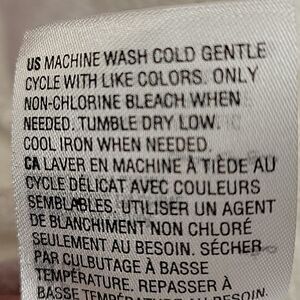 US MACHINE WASH COLD GENTLE
CYCLE WITH LIKE COLORS. ONLY
NON-CHLORINE BLEACH WHEN
NEEDED. TUMBLE DRY LOW.
COOL IRON WHEN NEEDED.
CA LAVER EN MACHINE À TIÈDE AU
CYCLE DÉLICAT AVEC COULEURS
SEMBLABLES. UTILISER UN AGENT
DE BLANCHIMENT NON CHLORÉ
SEULEMENT AU BESOIN. SÉCHER
PAR CULBUTAGE À BASSE
TEMPÉRATURE. REPASSER À
BASSE TEMPÉRATURE